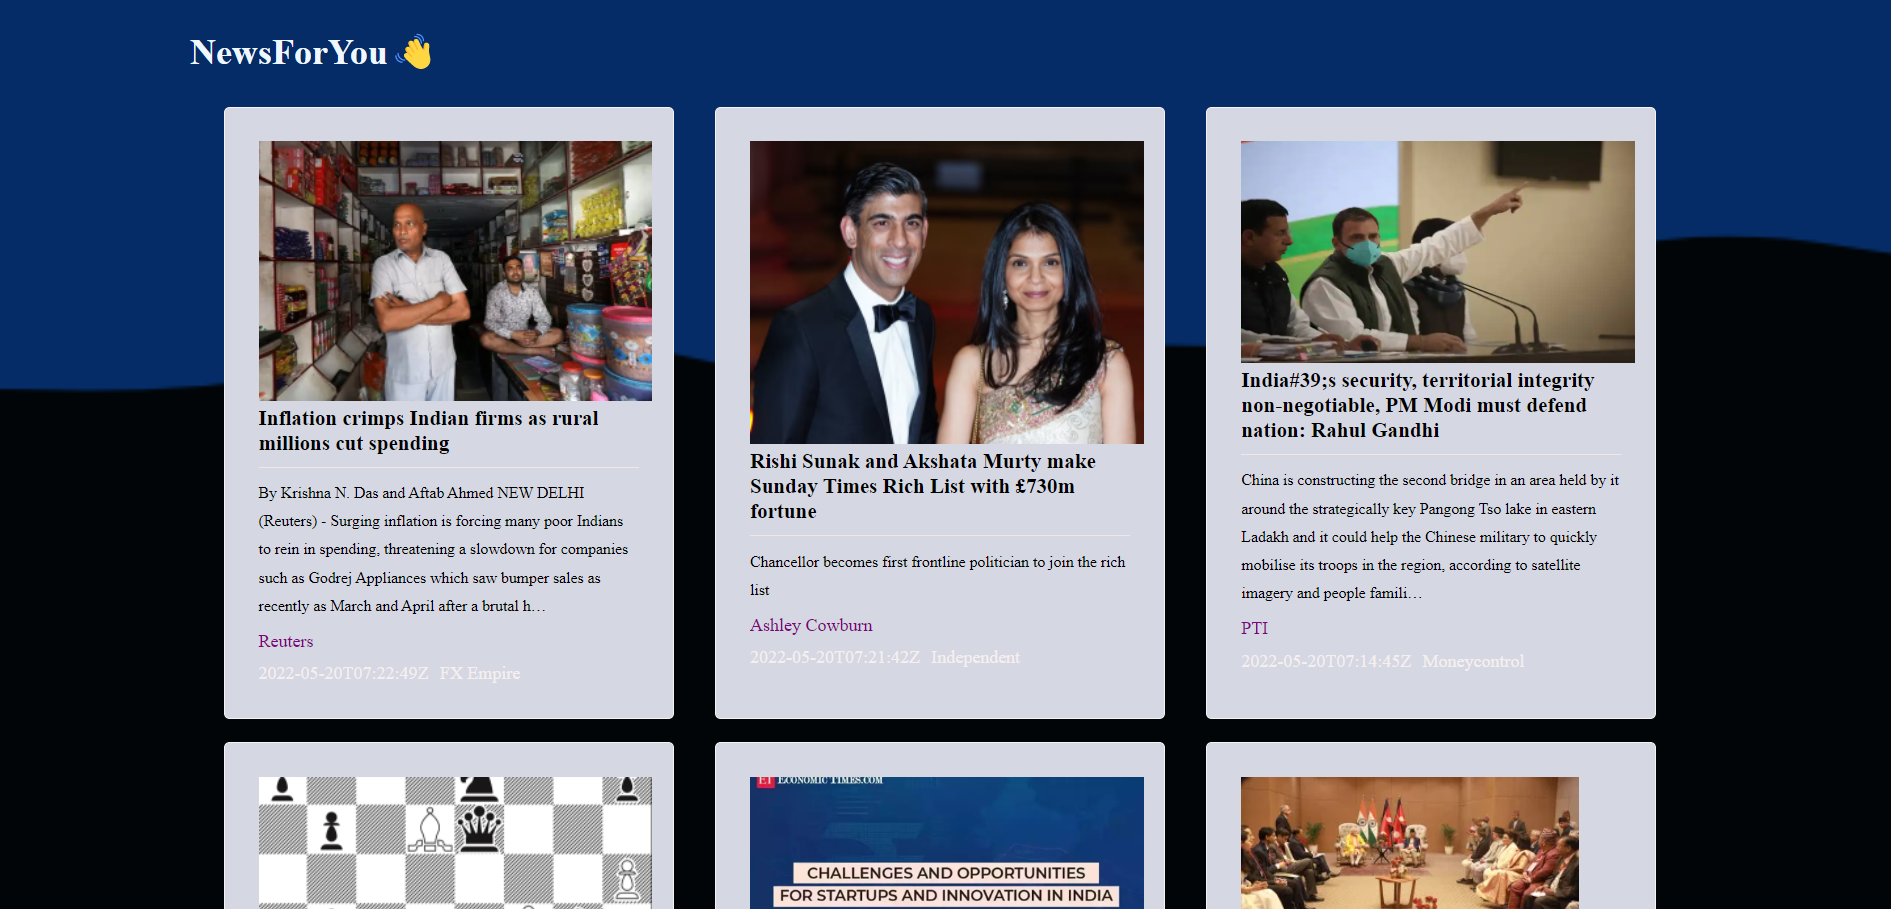 NewsForYou
Inflation crimps Indian firms as rural
millions cut spending
By Krishna N. Das and Aftab Ahmed NEW DELHI
(Reuters) - Surging inflation is forcing many poor Indians
to rein in spending, threatening a slowdown for companies
such as Godrej Appliances which saw bumper sales as
recently as March and April after a brutal h…
Reuters
2022-05-20T07:22:49Z FX Empire
Rishi Sunak and Akshata Murty make
Sunday Times Rich List with £730m
fortune
Chancellor becomes first frontline politician to join the rich
list
Ashley Cowburn
2022-05-20T07:21:42Z Independent
India#39;s security, territorial integrity
non-negotiable, PM Modi must defend
nation: Rahul Gandhi
China is constructing the second bridge in an area held by it
around the strategically key Pangong Tso lake in eastern
Ladakh and it could help the Chinese military to quickly
mobilise its troops in the region, according to satellite
imagery and people famili…
PTI
2022-05-20T07:14:45Z Moneycontrol
ET ECONOMICTIMES.COM
CHALLENGES AND OPPORTUNITIES
FOR STARTUPS AND INNOVATION IN INDIA